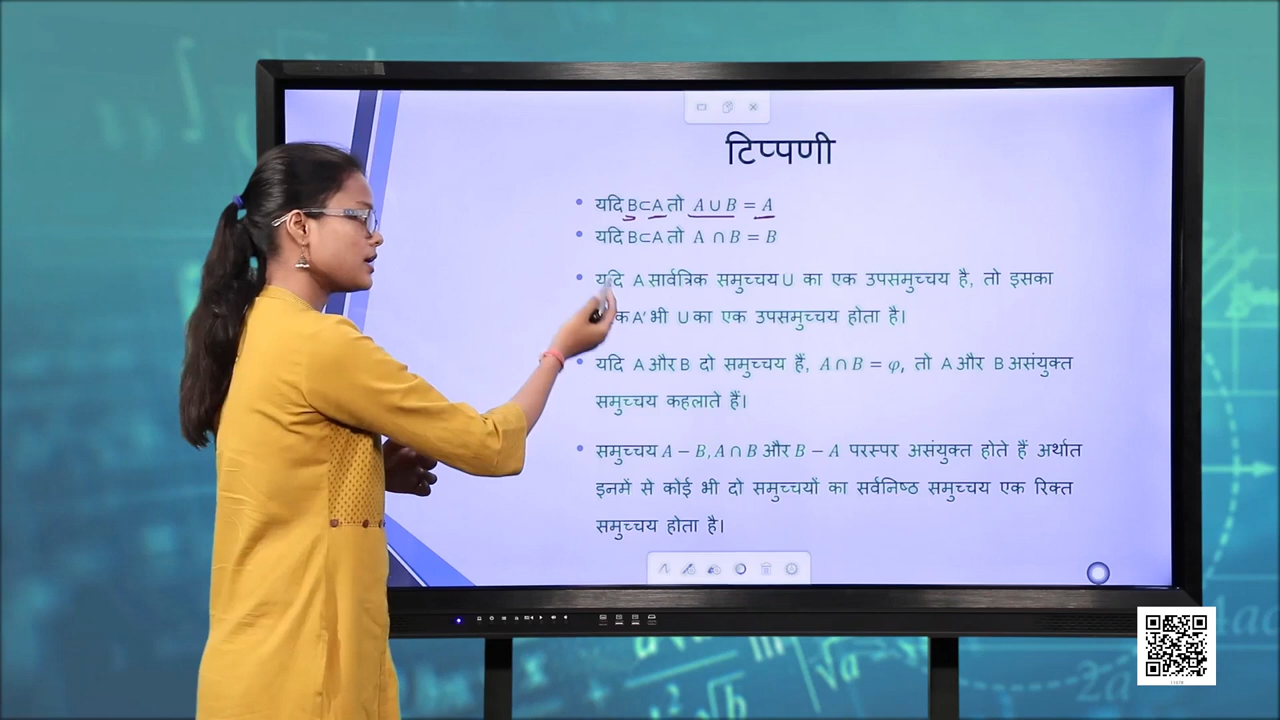 टिप्पणी
• यदि B⊂A तो A ∪ B = A
• यदि B⊂A तो A ∩ B = B
• यदि A सार्वत्रिक समुच्चय U का एक उपसमुच्चय है, तो इसका
A′ भी U का एक उपसमुच्चय होता है।
• यदि A और B दो समुच्चय हैं, A ∩ B = φ, तो A और B असंयुक्त
समुच्चय कहलाते हैं।
• समुच्चय A − B, A ∩ B और B − A परस्पर असंयुक्त होते हैं अर्थात
इनमें से कोई भी दो समुच्चयों का सर्वनिष्ठ समुच्चय एक रिक्त
समुच्चय होता है।